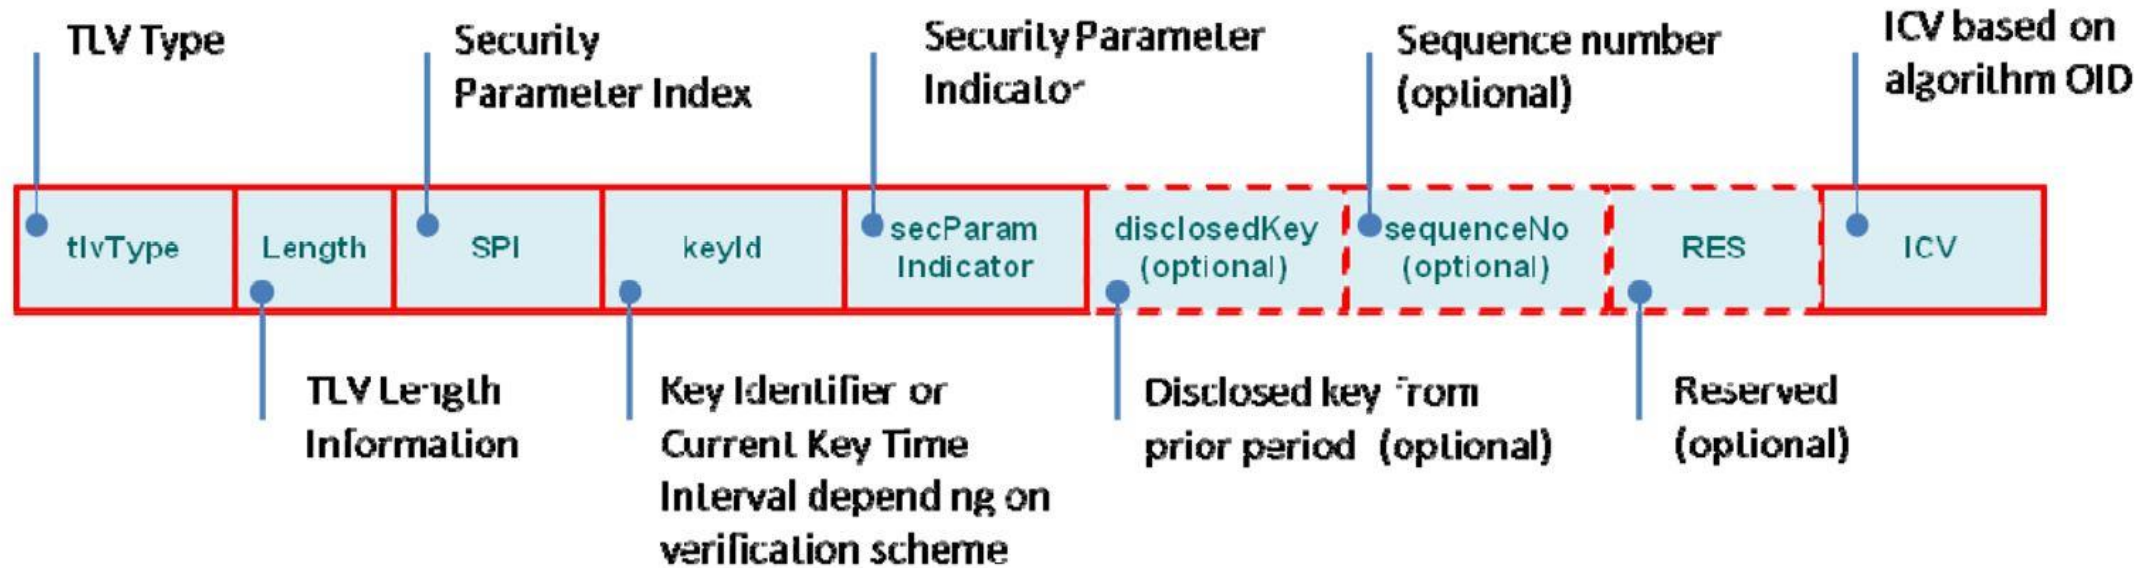 TLV Type
Security
Parameter Index
Security Parameter
Indicator
Sequence number
(optional)
ICV based on
algorithm OID
tlvType
Length
SPI
keyId
secParam
Indicator
disclosedKey
(optional)
sequenceNo
(optional)
RES
ICV
TLV Length
Information
Key Identifier or
Current Key Time
Interval depending on
verification scheme
Disclosed key from
prior period (optional)
Reserved
(optional)